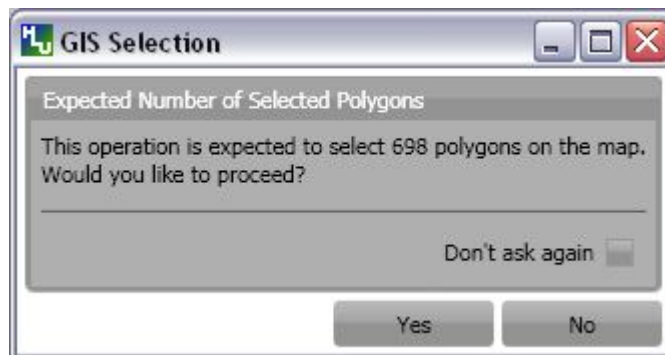 HLU GIS Selection
Expected Number of Selected Polygons
This operation is expected to select 698 polygons on the map.
Would you like to proceed?
Don't ask again
Yes No